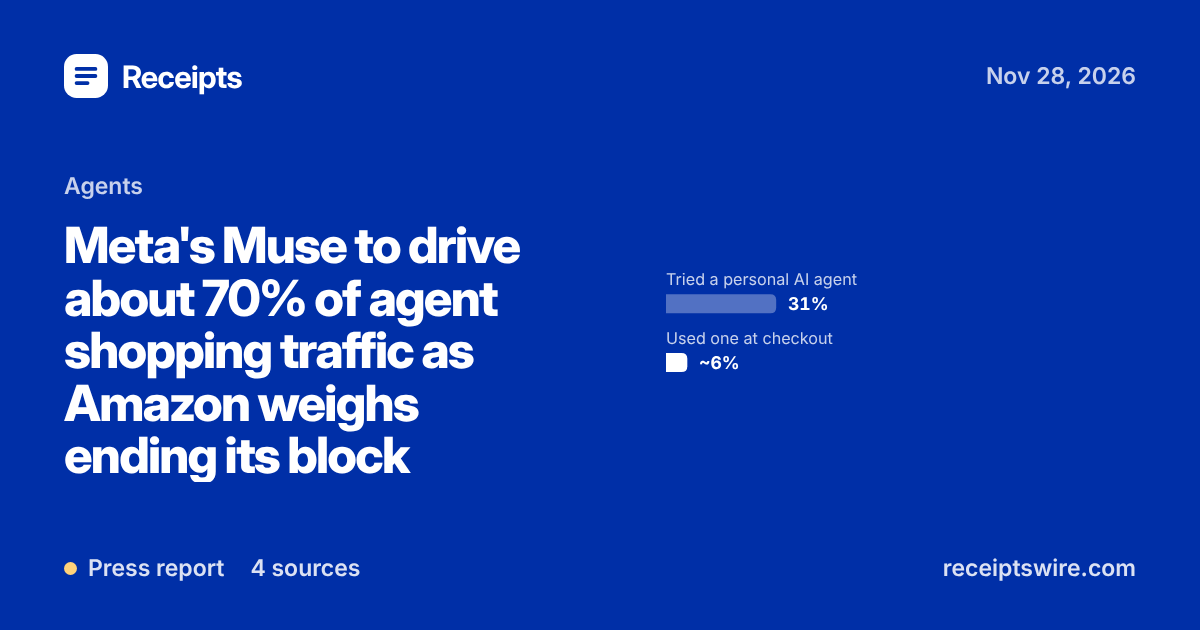 Receipts
Nov 28, 2026
Agents
Meta's Muse to drive
about 70% of agent
shopping traffic as
Amazon weighs
ending its block
Tried a personal AI agent
31%
Used one at checkout
~6%
Press report
4 sources
receiptswire.com